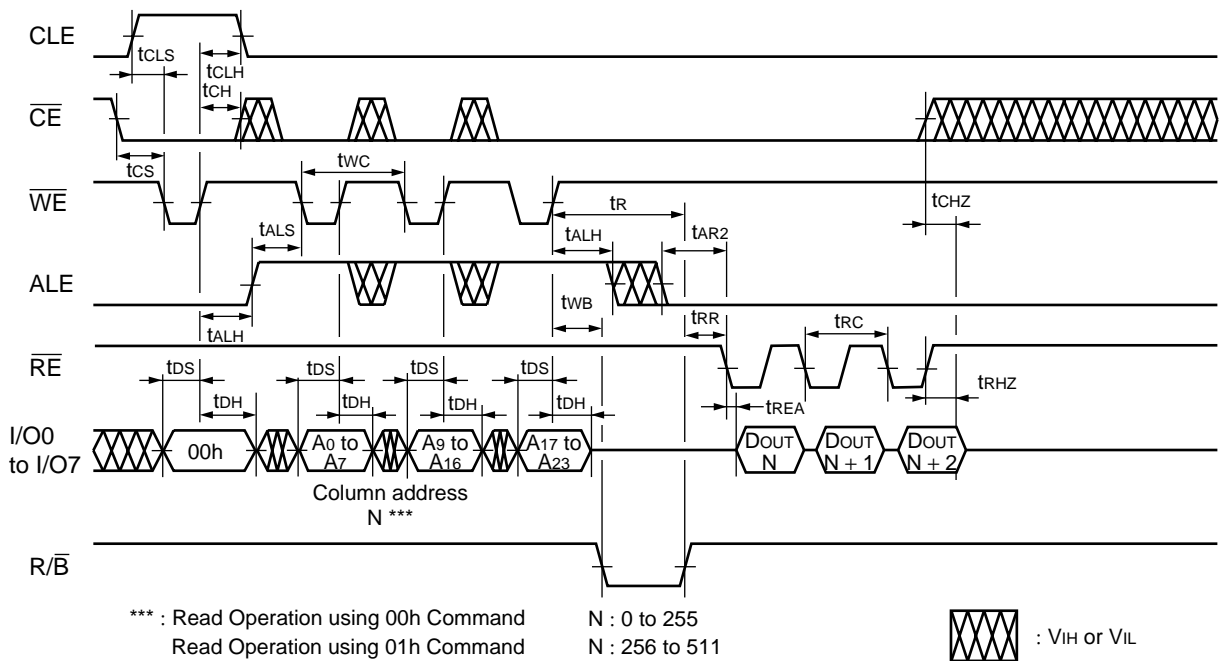 CLE
tCLS
tCLH
tCH
CE
tCS
tWC
WE
tR
tCHZ
tALS
tALH
tAR2
ALE
tWB
tALH
tRR
tRC
RE
tDS
tDS
tDS
tDS
tRHZ
tDH
tDH
tDH
tDH
tREA
I/O0
to I/O7
00h
A0 to
A7
A9 to
A16
A17 to
A23
DOUT
N
DOUT
N + 1
DOUT
N + 2
Column address
N ***
R/B
*** : Read Operation using 00h Command N : 0 to 255
Read Operation using 01h Command N : 256 to 511
: VIH or VIL